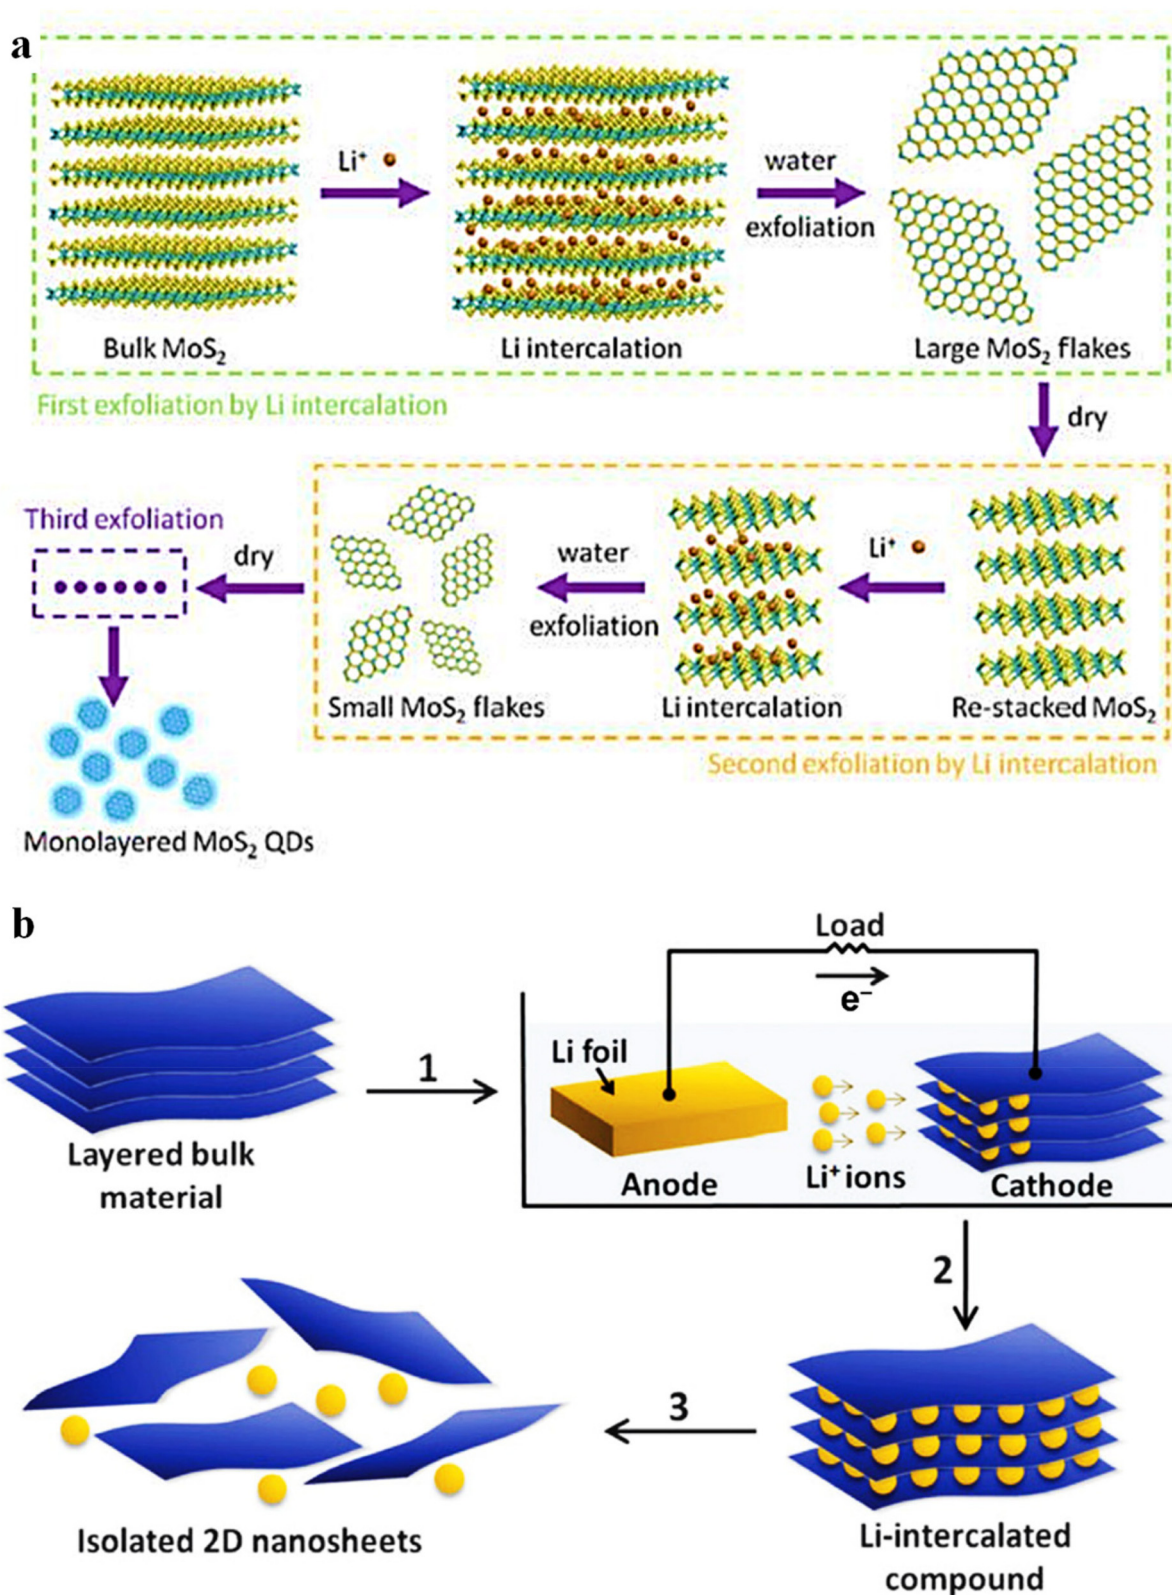 a
Li⁺
water
exfoliation
Bulk MoS₂
Li intercalation
Large MoS₂ flakes
First exfoliation by Li intercalation
dry
Third exfoliation
dry
water
exfoliation
Li⁺
Small MoS₂ flakes
Li intercalation
Re-stacked MoS₂
Second exfoliation by Li intercalation
Monolayered MoS₂ QDs
b
Load
e⁻
1
Li foil
Layered bulk
material
Anode
Li⁺ ions
Cathode
2
3
Isolated 2D nanosheets
Li-intercalated
compound